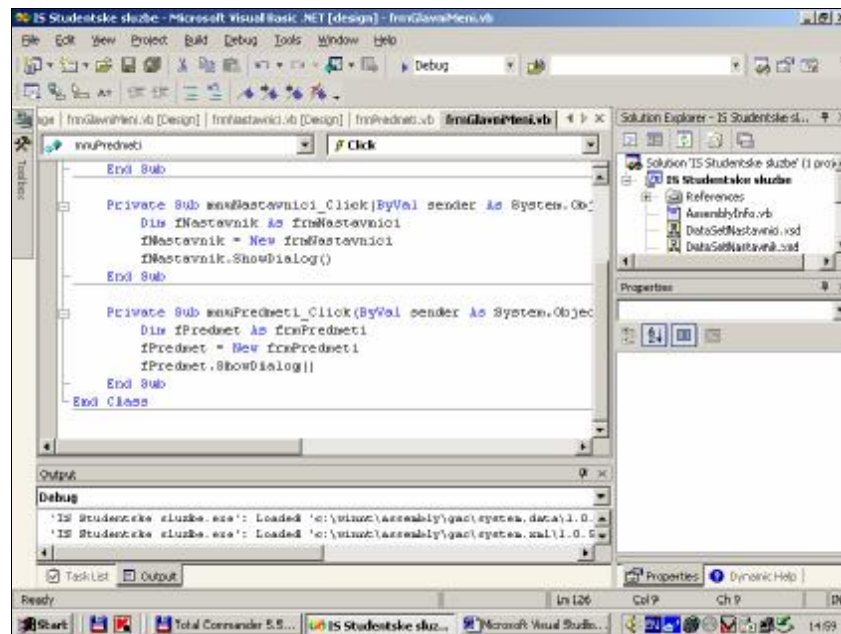 IS Studentske sluzbe - Microsoft Visual Basic .NET [design] - frmGlavniMeni.vb
File Edit View Project Build Debug Tools Window Help
Debug
frmGlavniMeni.vb [Design] frmNastavnici.vb [Design] frmPredmeti.vb frmGlavniMeni.vb
Solution Explorer - IS Studentske sl...
mnuPredmeti
Click
Toolbox
Solution 'IS Studentske sluzbe' (1 proj
IS Studentske sluzbe
References
AssemblyInfo.vb
DataSetNastavnici.xsd
DataSetNastavnik.xsd
End Sub
Private Sub mnuNastavnici_Click(ByVal sender As System.Obj
Dim fNastavnik As frmNastavnici
fNastavnik = New frmNastavnici
fNastavnik.ShowDialog()
End Sub
Private Sub mnuPredmeti_Click(ByVal sender As System.Objec
Dim fPredmet As frmPredmeti
fPredmet = New frmPredmeti
fPredmet.ShowDialog()
End Sub
End Class
Properties
Output
Debug
'IS Studentske sluzbe.exe': Loaded 'c:\winnt\assembly\gac\system.data\1.0.
'IS Studentske sluzbe.exe': Loaded 'c:\winnt\assembly\gac\system.xml\1.0.5
Task List Output
Properties Dynamic Help
Ready Ln 126 Col 9 Ch 9
Start Total Commander 5.5... IS Studentske sluz... Microsoft Visual Studio... 14:59